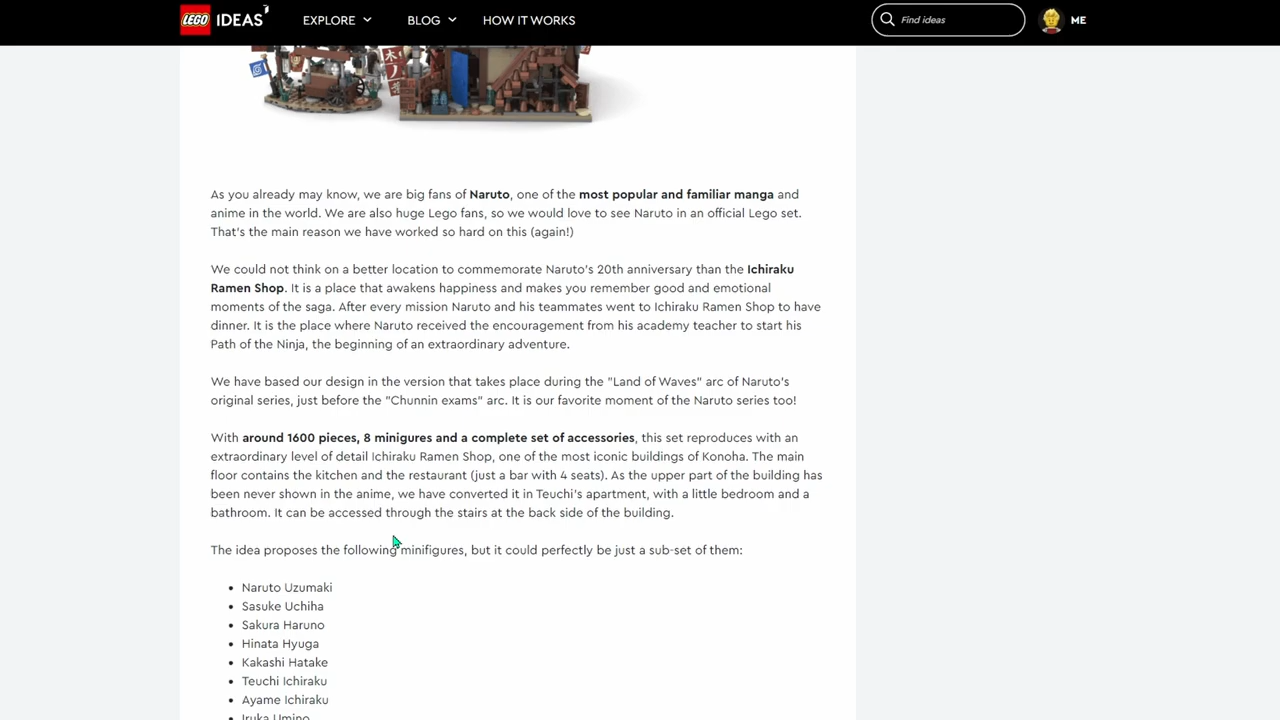 LEGO IDEAS EXPLORE BLOG HOW IT WORKS Find ideas ME
木ノ葉
As you already may know, we are big fans of Naruto, one of the most popular and familiar manga and
anime in the world. We are also huge Lego fans, so we would love to see Naruto in an official Lego set.
That's the main reason we have worked so hard on this (again!)
We could not think on a better location to commemorate Naruto's 20th anniversary than the Ichiraku
Ramen Shop. It is a place that awakens happiness and makes you remember good and emotional
moments of the saga. After every mission Naruto and his teammates went to Ichiraku Ramen Shop to have
dinner. It is the place where Naruto received the encouragement from his academy teacher to start his
Path of the Ninja, the beginning of an extraordinary adventure.
We have based our design in the version that takes place during the "Land of Waves" arc of Naruto's
original series, just before the "Chunnin exams" arc. It is our favorite moment of the Naruto series too!
With around 1600 pieces, 8 minigures and a complete set of accessories, this set reproduces with an
extraordinary level of detail Ichiraku Ramen Shop, one of the most iconic buildings of Konoha. The main
floor contains the kitchen and the restaurant (just a bar with 4 seats). As the upper part of the building has
been never shown in the anime, we have converted it in Teuchi's apartment, with a little bedroom and a
bathroom. It can be accessed through the stairs at the back side of the building.
The idea proposes the following minifigures, but it could perfectly be just a sub-set of them:
• Naruto Uzumaki
• Sasuke Uchiha
• Sakura Haruno
• Hinata Hyuga
• Kakashi Hatake
• Teuchi Ichiraku
• Ayame Ichiraku
• Iruka Umino